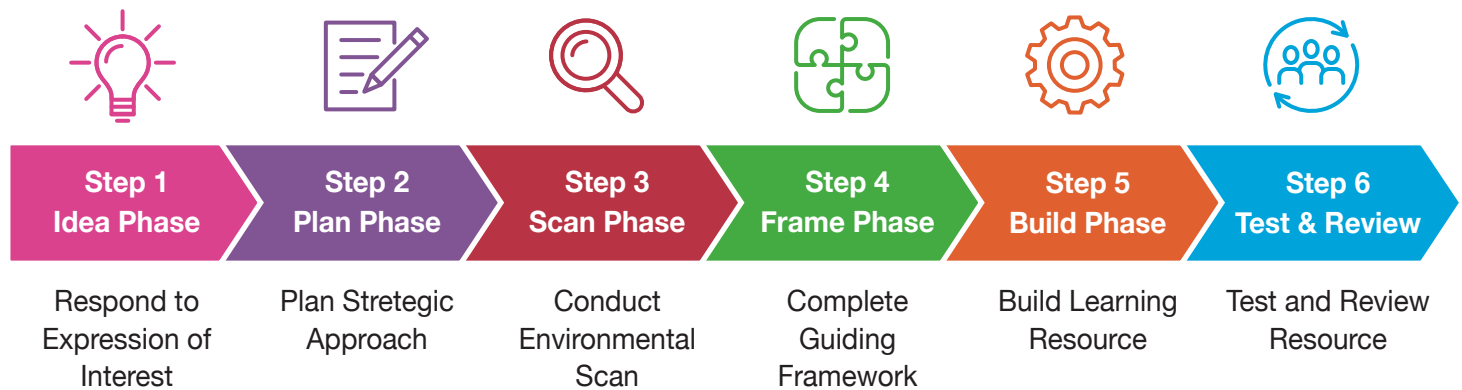 Step 1
Idea Phase
Step 2
Plan Phase
Step 3
Scan Phase
Step 4
Frame Phase
Step 5
Build Phase
Step 6
Test & Review
Respond to
Expression of
Interest
Plan Stretegic
Approach
Conduct
Environmental
Scan
Complete
Guiding
Framework
Build Learning
Resource
Test and Review
Resource